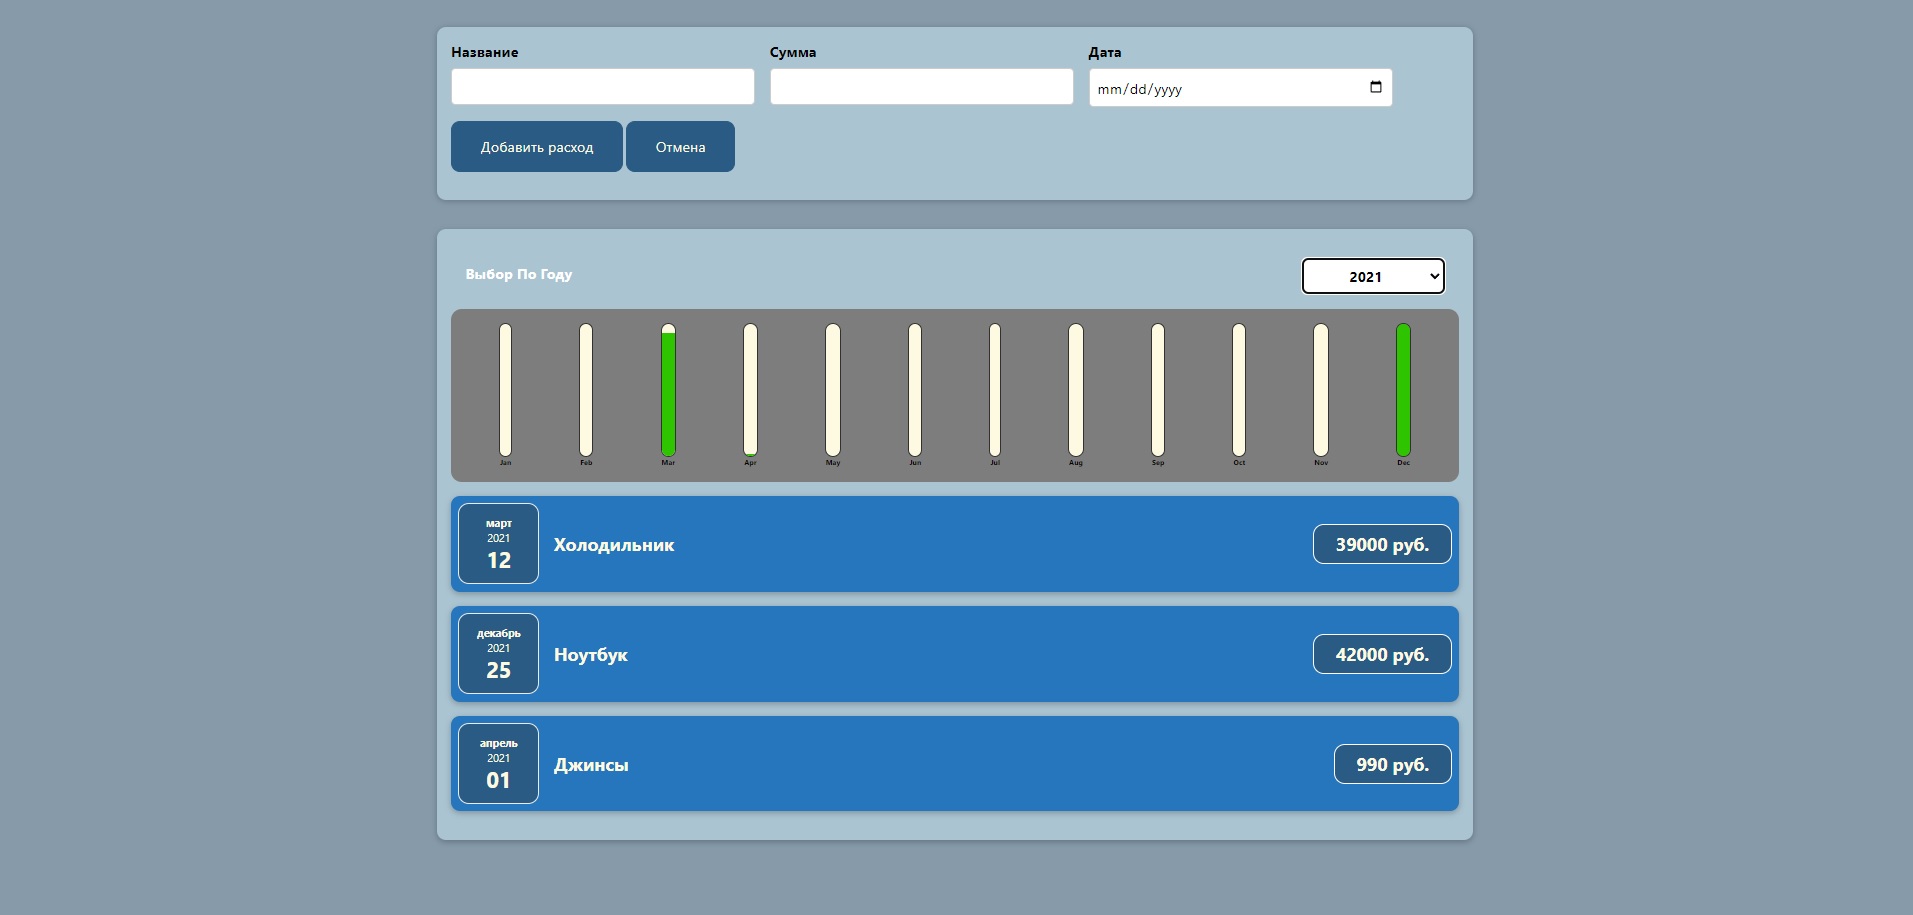 Название Сумма Дата
mm/dd/yyyy
Добавить расход Отмена
Выбор По Году 2021
Jan Feb Mar Apr May Jun Jul Aug Sep Oct Nov Dec
март
2021
12
Холодильник
39000 руб.
декабрь
2021
25
Ноутбук
42000 руб.
апрель
2021
01
Джинсы
990 руб.